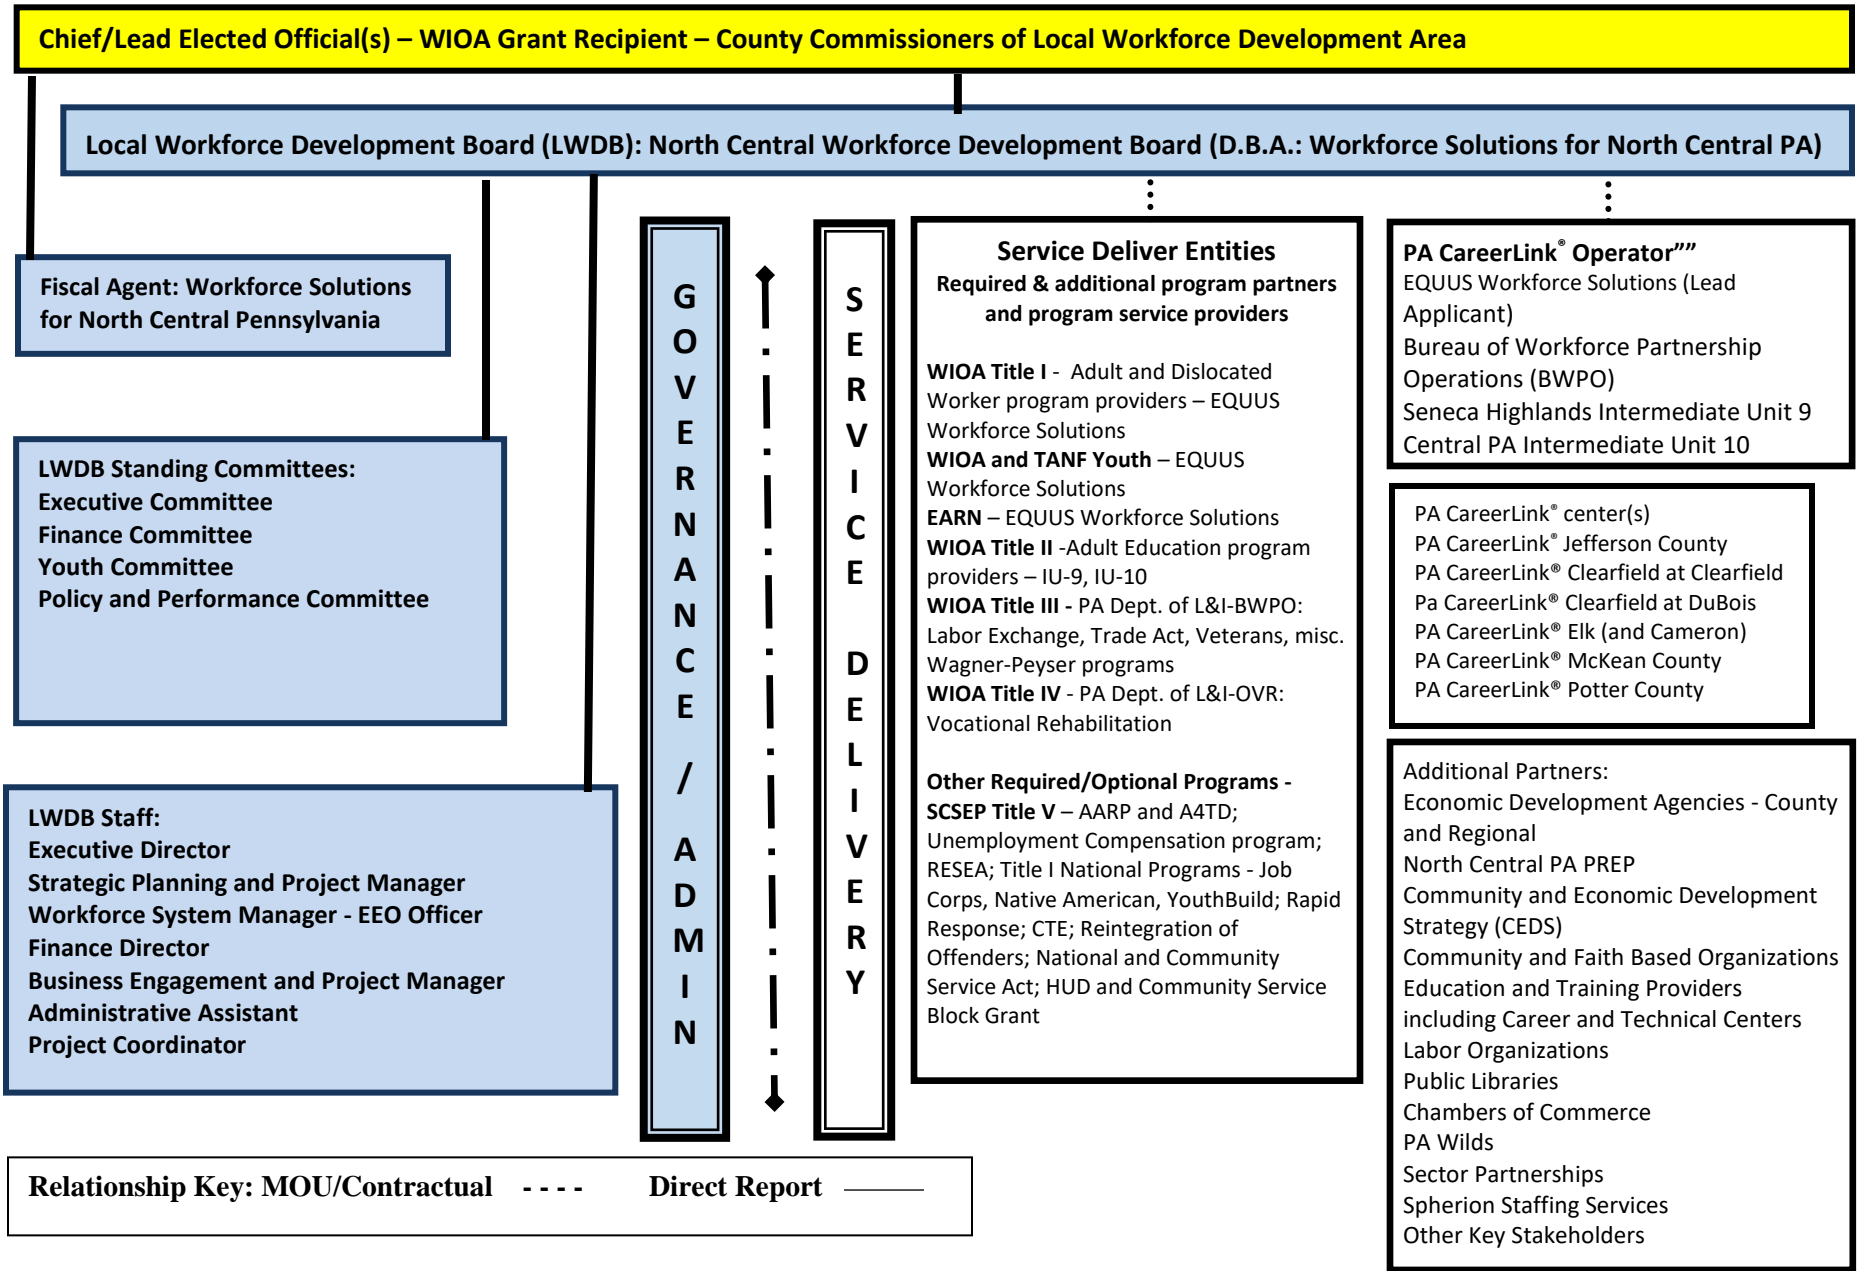 Chief/Lead Elected Official(s) – WIOA Grant Recipient – County Commissioners of Local Workforce Development Area
Local Workforce Development Board (LWDB): North Central Workforce Development Board (D.B.A.: Workforce Solutions for North Central PA)
Fiscal Agent: Workforce Solutions
for North Central Pennsylvania
LWDB Standing Committees:
Executive Committee
Finance Committee
Youth Committee
Policy and Performance Committee
LWDB Staff:
Executive Director
Strategic Planning and Project Manager
Workforce System Manager - EEO Officer
Finance Director
Business Engagement and Project Manager
Administrative Assistant
Project Coordinator
G
O
V
E
R
N
A
N
C
E
/
A
D
M
I
N
S
E
R
V
I
C
E
D
E
L
I
V
E
R
Y
Service Deliver Entities
Required & additional program partners
and program service providers
WIOA Title I - Adult and Dislocated
Worker program providers – EQUUS
Workforce Solutions
WIOA and TANF Youth – EQUUS
Workforce Solutions
EARN – EQUUS Workforce Solutions
WIOA Title II -Adult Education program
providers – IU-9, IU-10
WIOA Title III - PA Dept. of L&I-BWPO:
Labor Exchange, Trade Act, Veterans, misc.
Wagner-Peyser programs
WIOA Title IV - PA Dept. of L&I-OVR:
Vocational Rehabilitation
Other Required/Optional Programs -
SCSEP Title V – AARP and A4TD;
Unemployment Compensation program;
RESEA; Title I National Programs - Job
Corps, Native American, YouthBuild; Rapid
Response; CTE; Reintegration of
Offenders; National and Community
Service Act; HUD and Community Service
Block Grant
PA CareerLink® Operator””
EQUUS Workforce Solutions (Lead
Applicant)
Bureau of Workforce Partnership
Operations (BWPO)
Seneca Highlands Intermediate Unit 9
Central PA Intermediate Unit 10
PA CareerLink® center(s)
PA CareerLink® Jefferson County
PA CareerLink® Clearfield at Clearfield
Pa CareerLink® Clearfield at DuBois
PA CareerLink® Elk (and Cameron)
PA CareerLink® McKean County
PA CareerLink® Potter County
Additional Partners:
Economic Development Agencies - County
and Regional
North Central PA PREP
Community and Economic Development
Strategy (CEDS)
Community and Faith Based Organizations
Education and Training Providers
including Career and Technical Centers
Labor Organizations
Public Libraries
Chambers of Commerce
PA Wilds
Sector Partnerships
Spherion Staffing Services
Other Key Stakeholders
Relationship Key: MOU/Contractual - - - - Direct Report ———